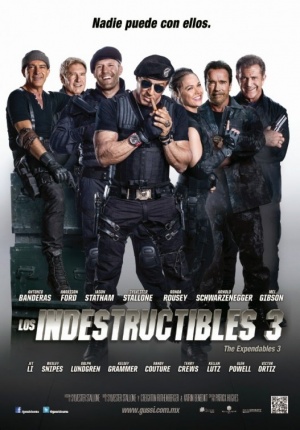 Nadie puede con ellos.
ANTONIO BANDERAS HARRISON FORD JASON STATHAM SYLVESTER STALLONE RONDA ROUSEY ARNOLD SCHWARZENEGGER MEL GIBSON
LOS INDESTRUCTIBLES 3
The Expendables 3
JET LI WESLEY SNIPES DOLPH LUNDGREN KELSEY GRAMMER RANDY COUTURE TERRY CREWS KELLAN LUTZ GLEN POWELL VICTOR ORTIZ
www.gussi.com.mx